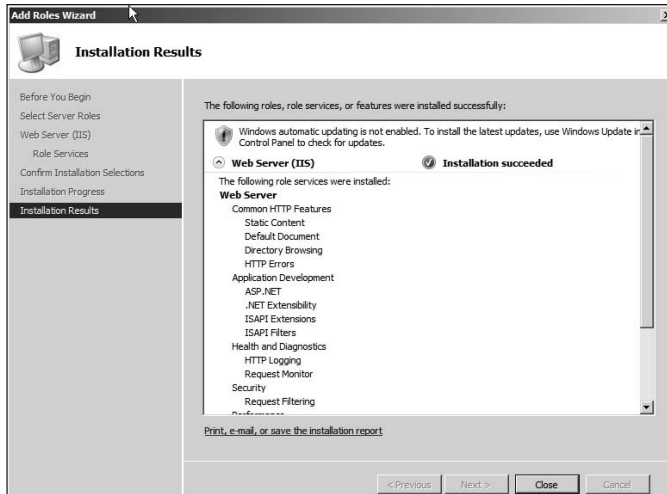 Add Roles Wizard
Installation Results
Before You Begin
Select Server Roles
Web Server (IIS)
Role Services
Confirm Installation Selections
Installation Progress
Installation Results
The following roles, role services, or features were installed successfully:
Windows automatic updating is not enabled. To install the latest updates, use Windows Update in
Control Panel to check for updates.
Web Server (IIS) Installation succeeded
The following role services were installed:
Web Server
Common HTTP Features
Static Content
Default Document
Directory Browsing
HTTP Errors
Application Development
ASP.NET
.NET Extensibility
ISAPI Extensions
ISAPI Filters
Health and Diagnostics
HTTP Logging
Request Monitor
Security
Request Filtering
Print, e-mail, or save the installation report
< Previous Next > Close Cancel